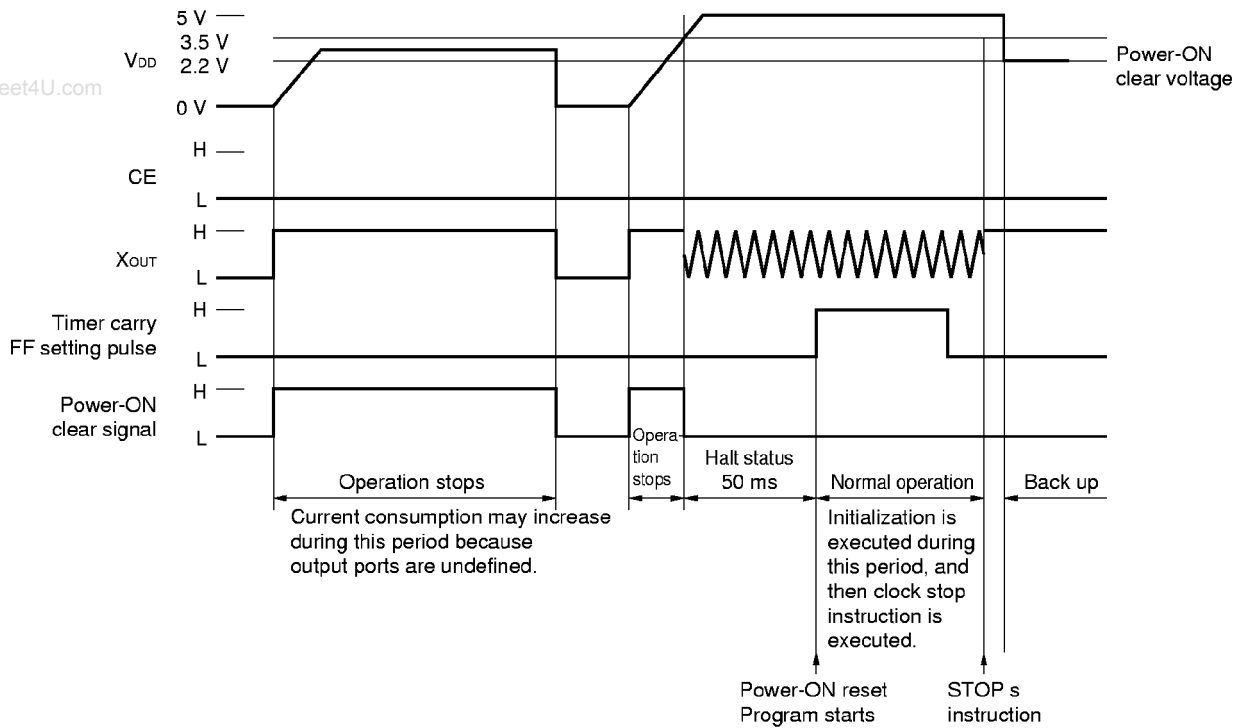 5 V
3.5 V
VDD
2.2 V
0 V
Power-ON
clear voltage
eet4U.com
H
CE
L
H
XOUT
L
H
Timer carry
FF setting pulse
L
H
Power-ON
clear signal
L
Opera-
tion
stops
Halt status
50 ms
Operation stops
Normal operation
Back up
Current consumption may increase
during this period because
output ports are undefined.
Initialization is
executed during
this period, and
then clock stop
instruction is
executed.
Power-ON reset
Program starts
STOP s
instruction